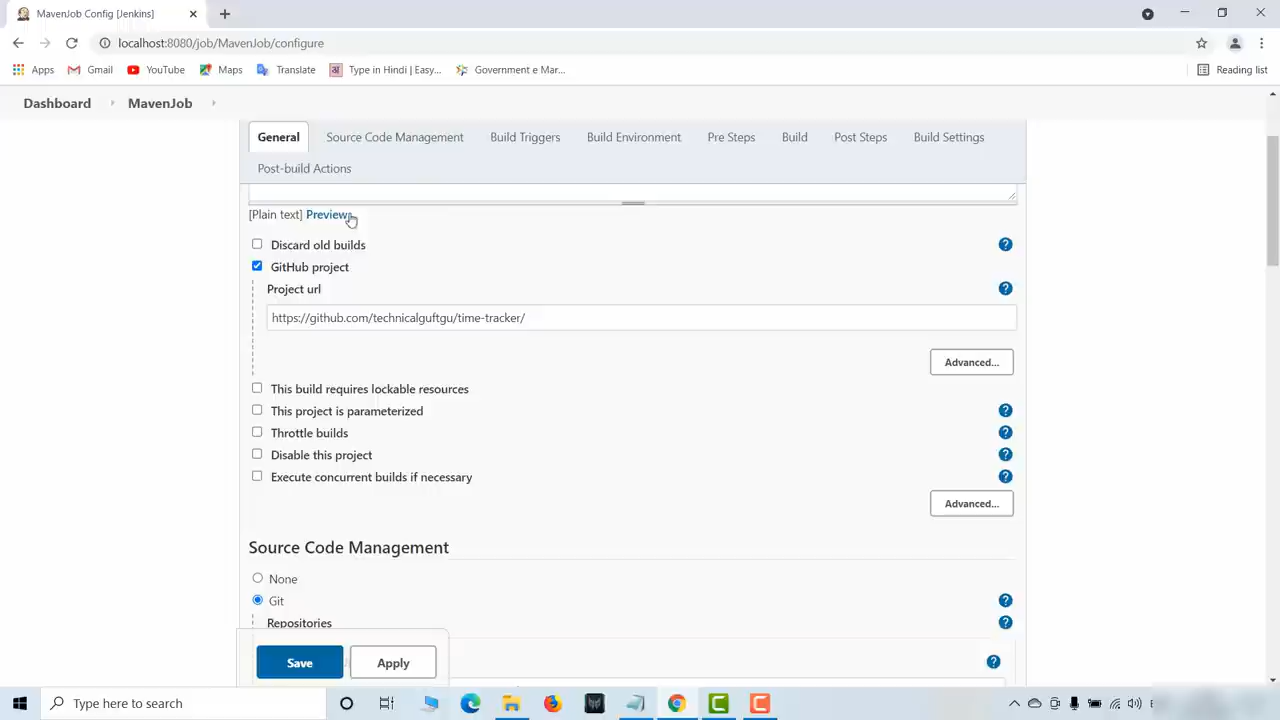 MavenJob Config [Jenkins]
localhost:8080/job/MavenJob/configure
Apps Gmail YouTube Maps Translate Type in Hindi | Easy... Government e Mar... Reading list
Dashboard MavenJob
General Source Code Management Build Triggers Build Environment Pre Steps Build Post Steps Build Settings
Post-build Actions
[Plain text] Preview
Discard old builds
GitHub project
Project url
https://github.com/technicalguftgu/time-tracker/
Advanced...
This build requires lockable resources
This project is parameterized
Throttle builds
Disable this project
Execute concurrent builds if necessary
Advanced...
Source Code Management
None
Git
Repositories
Save Apply
Type here to search